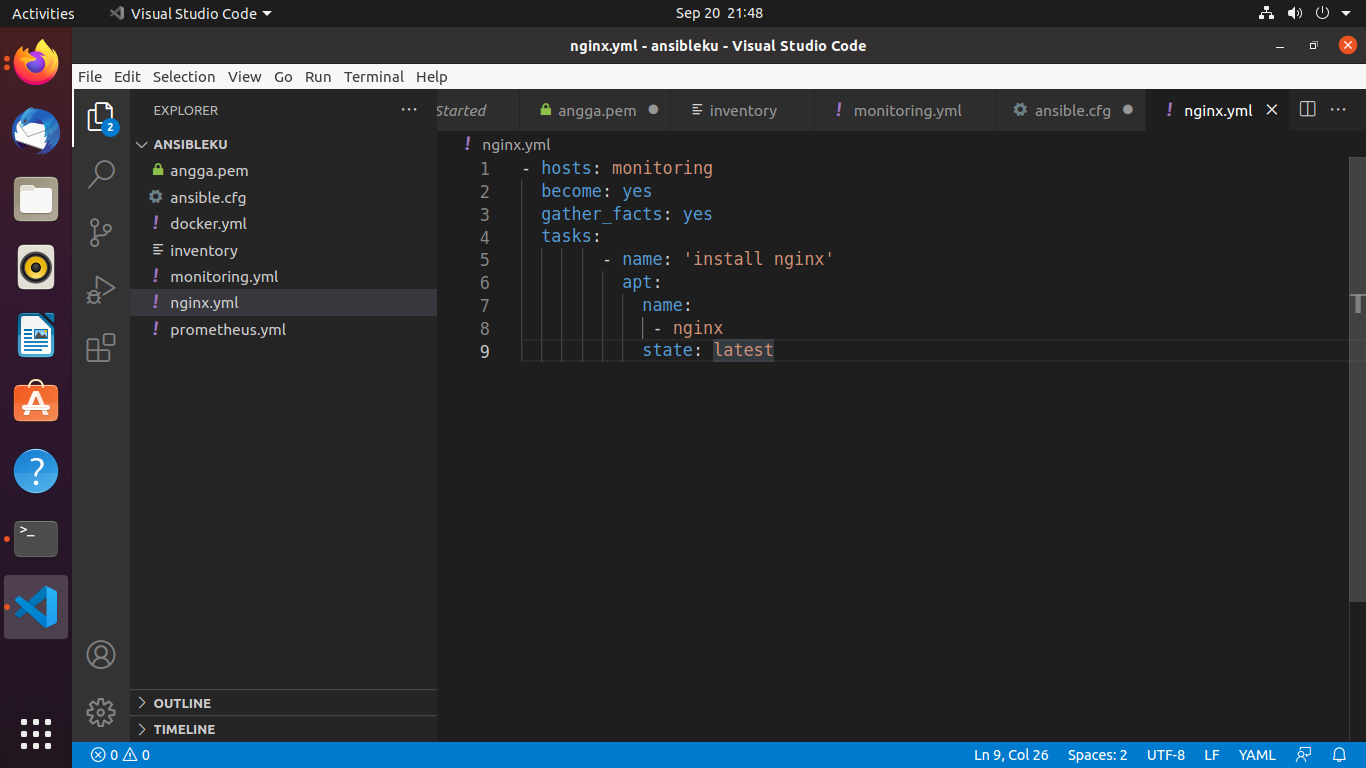 Activities Visual Studio Code Sep 20 21:48
nginx.yml - ansibleku - Visual Studio Code
File Edit Selection View Go Run Terminal Help
EXPLORER
Started angga.pem inventory monitoring.yml ansible.cfg nginx.yml
2
ANSIBLEKU
angga.pem
ansible.cfg
docker.yml
inventory
monitoring.yml
nginx.yml
prometheus.yml
! nginx.yml
1 - hosts: monitoring
2 become: yes
3 gather_facts: yes
4 tasks:
5 - name: 'install nginx'
6 apt:
7 name:
8 - nginx
9 state: latest
OUTLINE
TIMELINE
0 0 Ln 9, Col 26 Spaces: 2 UTF-8 LF YAML